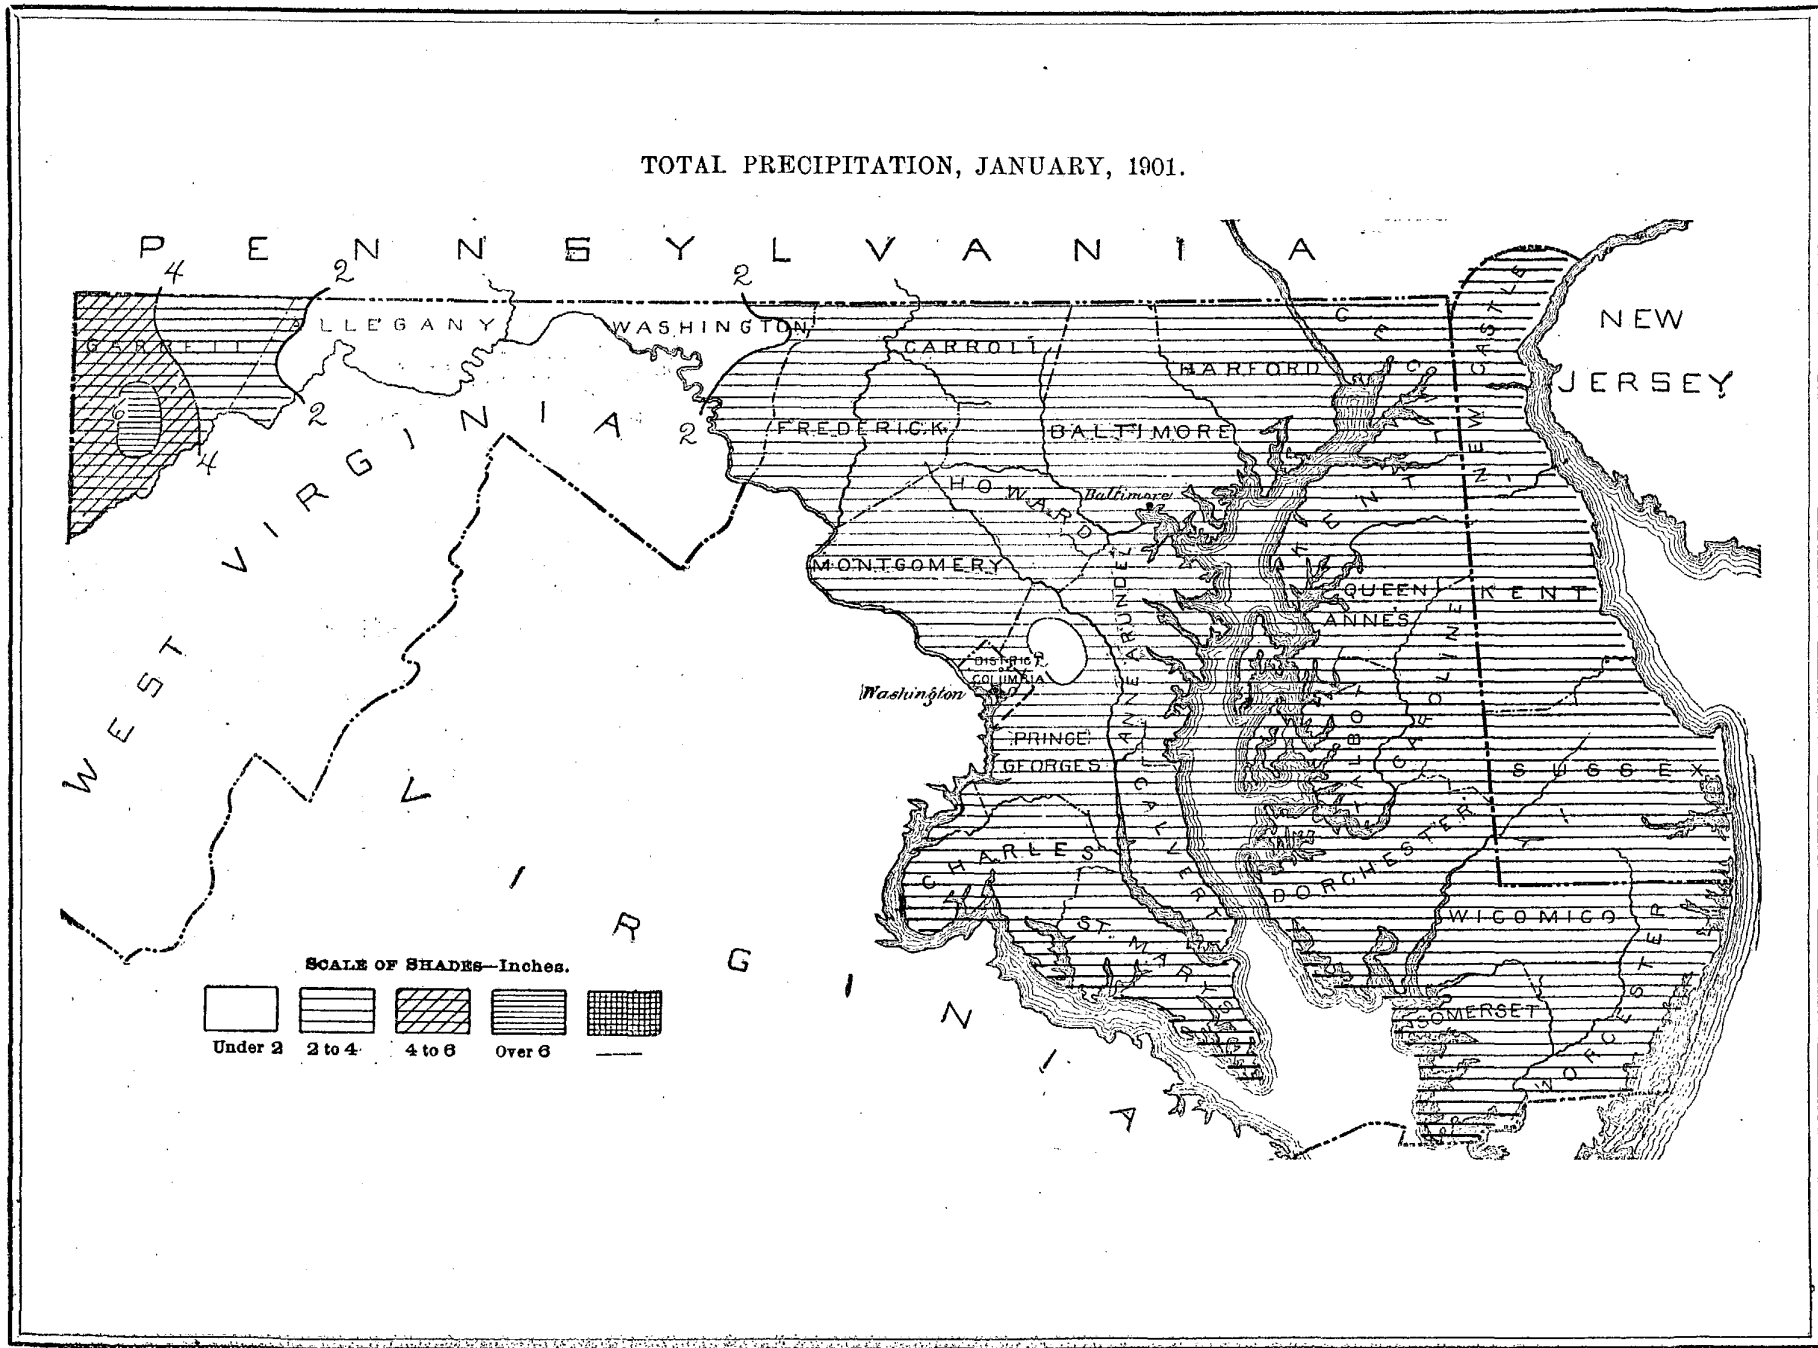 TOTAL PRECIPITATION, JANUARY, 1901.
PENNSYLVANIA
4
2
2
NEW
JERSEY
GARRETT
ALLEGANY
WASHINGTON
CARROLL
HARFORD
CECIL
NEW CASTLE
6
4
2
2
FREDERICK
BALTIMORE
HOWARD
Baltimore
KENT
MONTGOMERY
ANNE ARUNDEL
QUEEN
ANNES
KENT
CAROLINE
DISTRICT
OF
COLUMBIA
2
Washington
TALBOT
PRINCE
GEORGES
CALVERT
SUSSEX
CHARLES
DORCHESTER
ST. MARYS
WICOMICO
SOMERSET
WORCESTER
WEST VIRGINIA
VIRGINIA
SCALE OF SHADES—Inches.
Under 2 2 to 4 4 to 6 Over 6